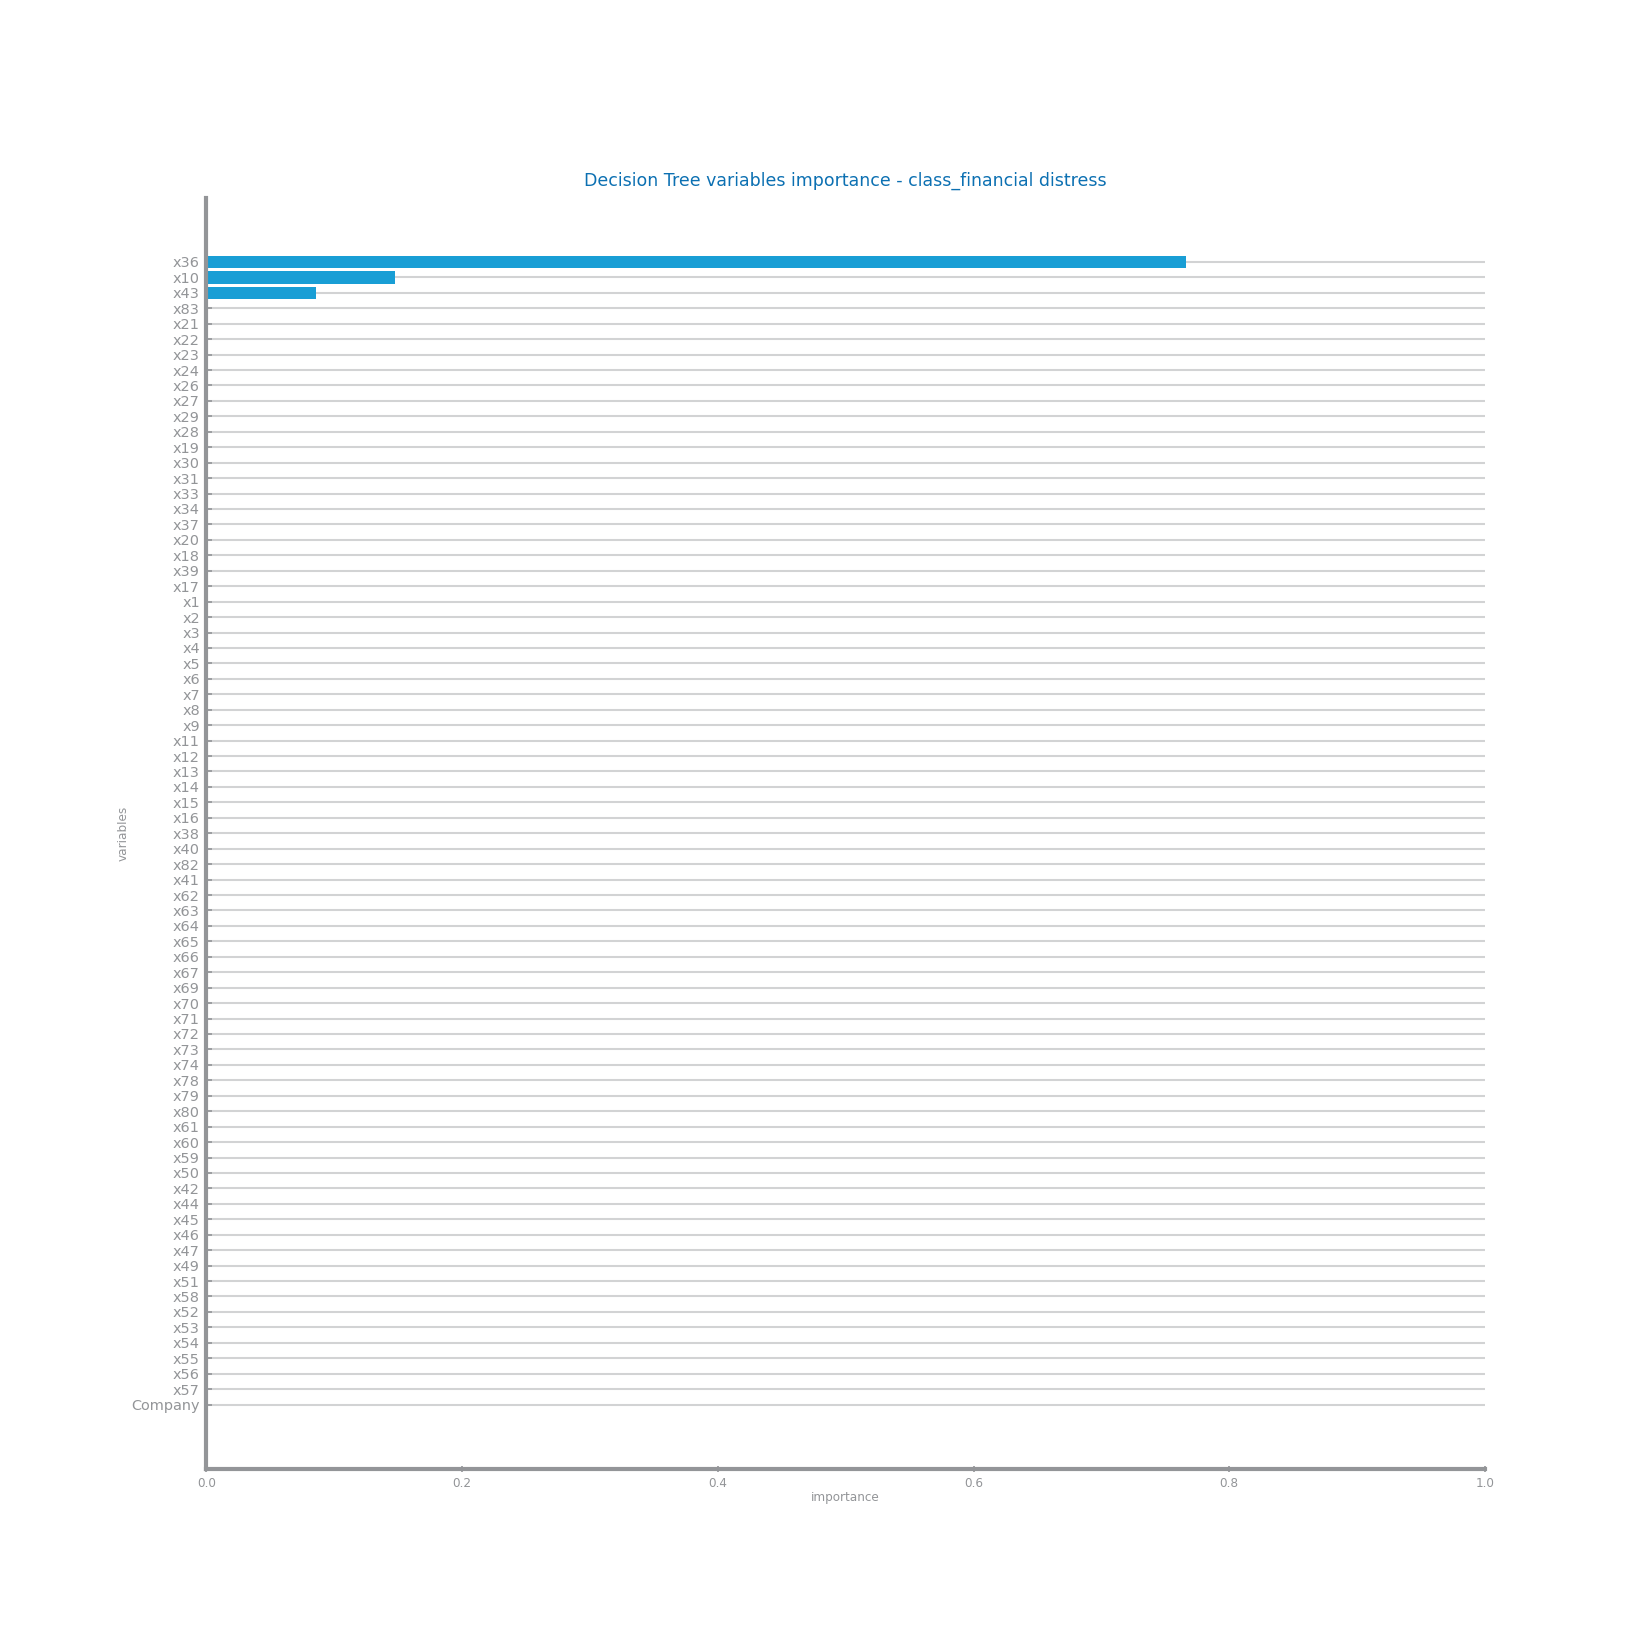 Decision Tree variables importance - class_financial distress
x36
x10
x43
x83
x21
x22
x23
x24
x26
x27
x29
x28
x19
x30
x31
x33
x34
x37
x20
x18
x39
x17
x1
x2
x3
x4
x5
x6
x7
x8
x9
x11
x12
x13
x14
x15
x16
x38
x40
x82
x41
x62
x63
x64
x65
x66
x67
x69
x70
x71
x72
x73
x74
x78
x79
x80
x61
x60
x59
x50
x42
x44
x45
x46
x47
x49
x51
x58
x52
x53
x54
x55
x56
x57
Company
variables
0.0 0.2 0.4 0.6 0.8 1.0
importance